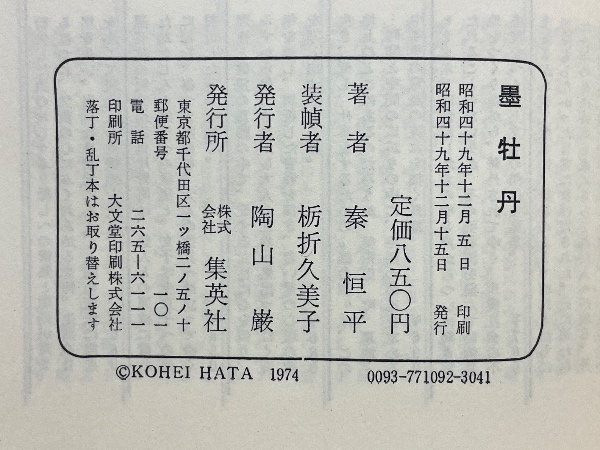 墨牡丹
昭和四十九年十二月 五 日 印刷
昭和四十九年十二月十五日 発行
定価八五〇円
著者 秦恒平
装幀者 栃折久美子
発行者 陶山巌
発行所 株式会社 集英社
東京都千代田区一ツ橋二ノ五ノ十
郵便番号 一〇一
電話 二六五―六一一一
印刷所 大文堂印刷株式会社
落丁・乱丁本はお取り替えします
©KOHEI HATA 1974 0093-771092-3041